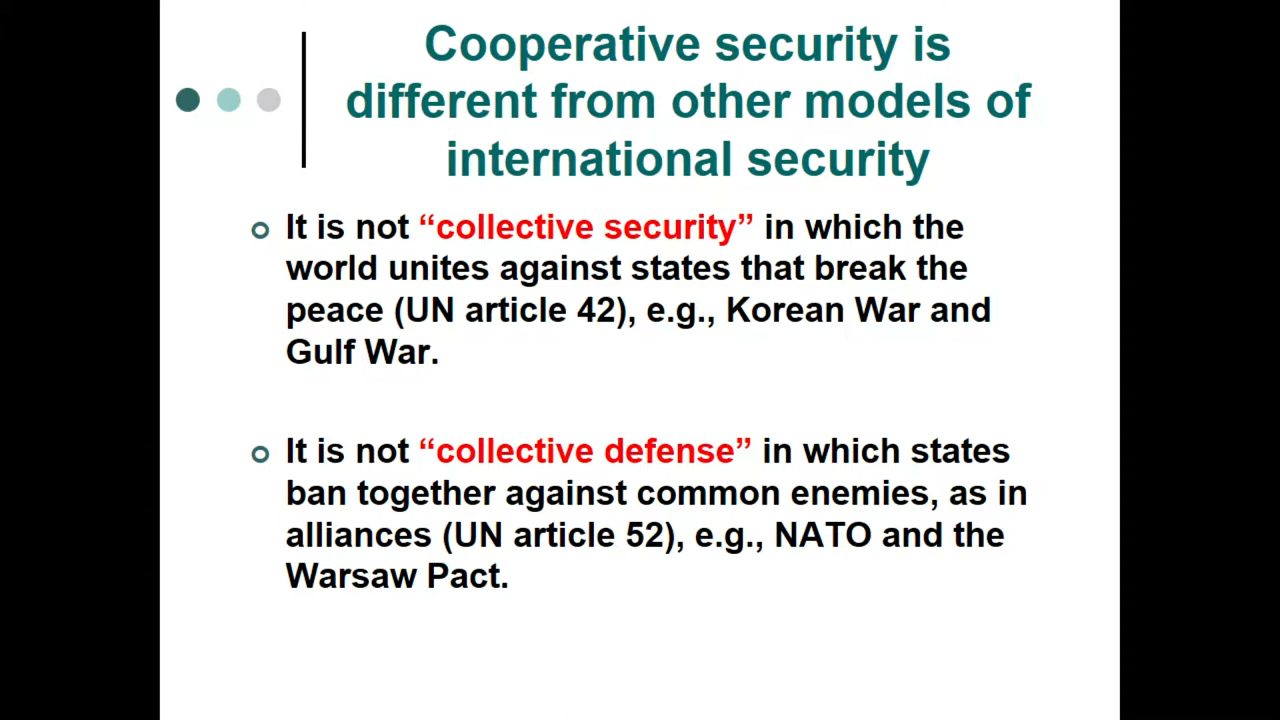 Cooperative security is
different from other models of
international security
It is not “collective security” in which the
world unites against states that break the
peace (UN article 42), e.g., Korean War and
Gulf War.
It is not “collective defense” in which states
ban together against common enemies, as in
alliances (UN article 52), e.g., NATO and the
Warsaw Pact.